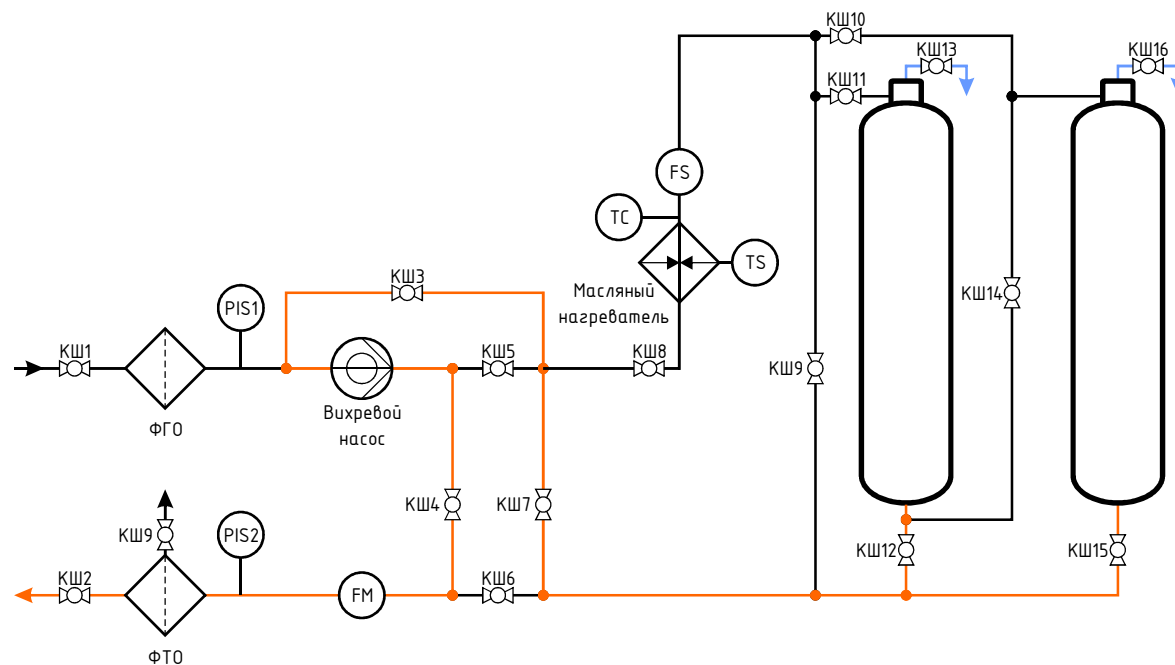 КШ10
КШ13
КШ16
КШ11
FS
TC
TS
КШ3
Масляный
нагреватель
КШ14
PIS1
КШ1
КШ5
КШ8
КШ9
Вихревой
насос
ФГО
КШ4
КШ7
КШ9
PIS2
КШ12
КШ15
КШ2
КШ6
FM
ФТО